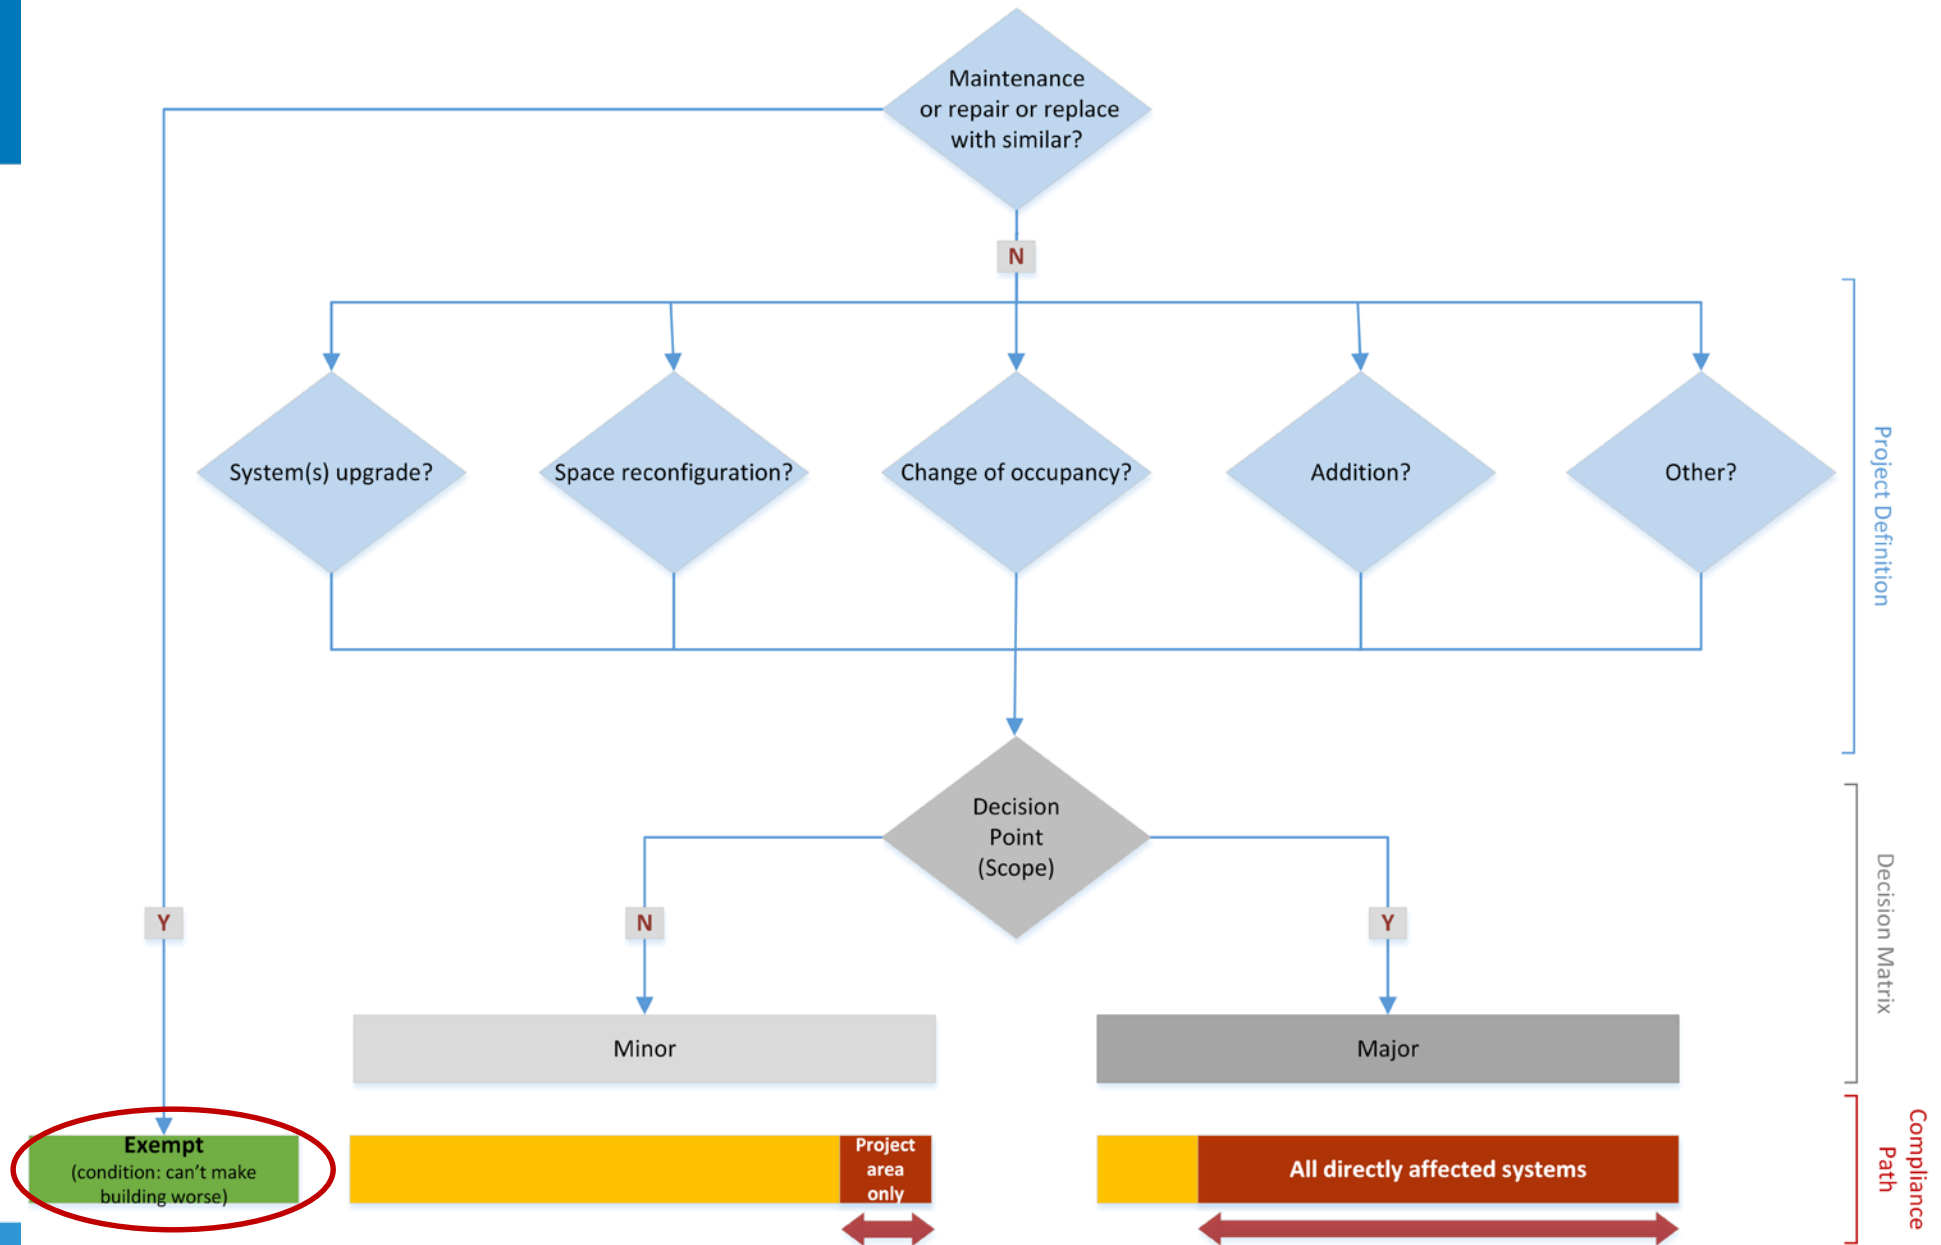 Maintenance
or repair or replace
with similar?
N
System(s) upgrade?
Space reconfiguration?
Change of occupancy?
Addition?
Other?
Project Definition
Decision
Point
(Scope)
Y
N
Y
Decision Matrix
Minor
Major
Exempt
(condition: can't make
building worse)
Project
area
only
All directly affected systems
Compliance
Path